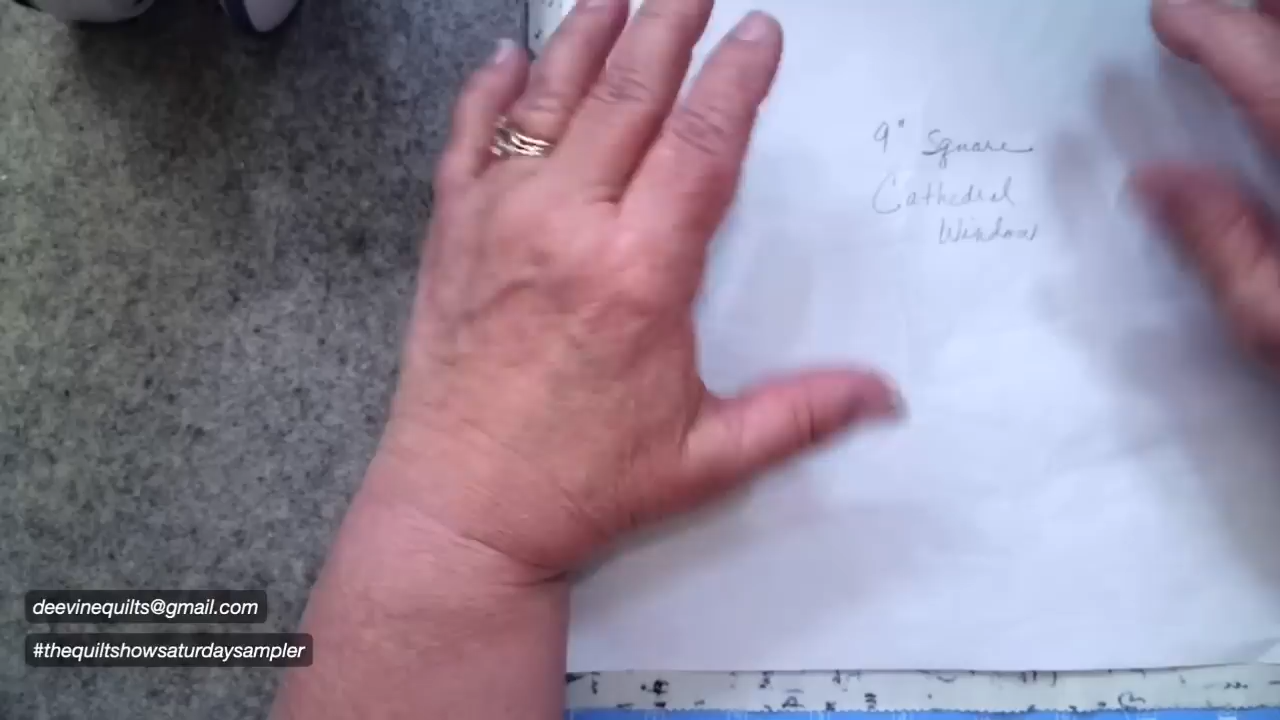 9" Square
Cathedral
Window
deevinequilts@gmail.com
#thequiltshowsaturdaysampler